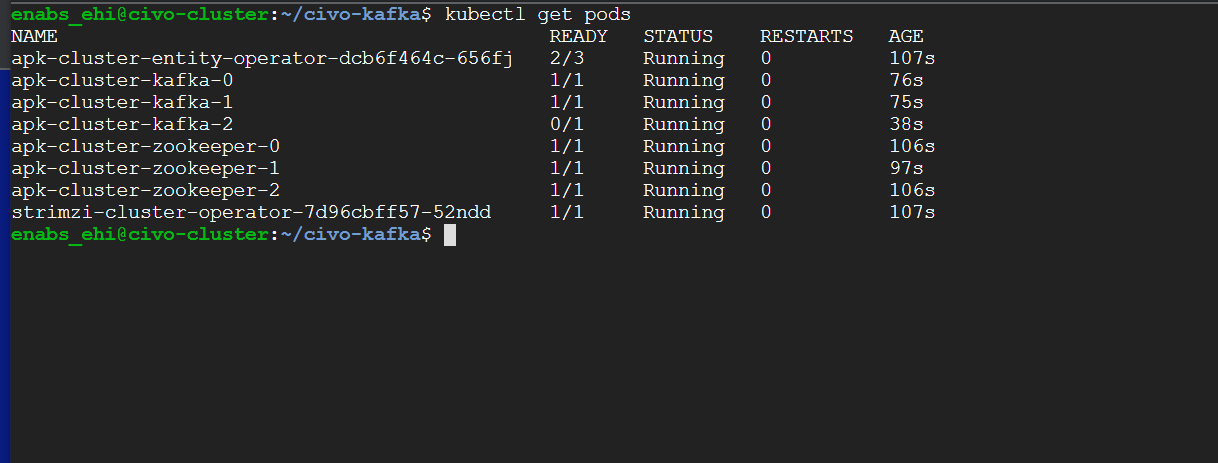 enabs_ehi@civo-cluster:~/civo-kafka$ kubectl get pods
NAME READY STATUS RESTARTS AGE
apk-cluster-entity-operator-dcb6f464c-656fj 2/3 Running 0 107s
apk-cluster-kafka-0 1/1 Running 0 76s
apk-cluster-kafka-1 1/1 Running 0 75s
apk-cluster-kafka-2 0/1 Running 0 38s
apk-cluster-zookeeper-0 1/1 Running 0 106s
apk-cluster-zookeeper-1 1/1 Running 0 97s
apk-cluster-zookeeper-2 1/1 Running 0 106s
strimzi-cluster-operator-7d96cbff57-52ndd 1/1 Running 0 107s
enabs_ehi@civo-cluster:~/civo-kafka$